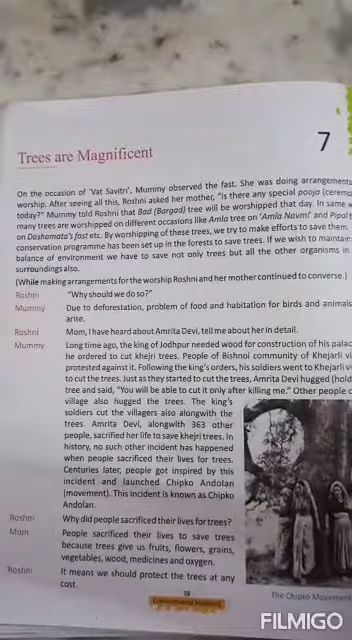 7
Trees are Magnificent
On the occasion of 'Vat Savitri', Mummy observed the fast. She was doing arrangements
worship. After seeing all this, Roshni asked her mother, "Is there any special pooja (ceremo
today?" Mummy told Roshni that Bad (Bargad) tree will be worshipped that day. In same w
many trees are worshipped on different occasions like Amla tree on 'Amla Navmi' and Pipal t
on Dashamata's fast etc. By worshipping of these trees, we try to make efforts to save them.
conservation programme has been set up in the forests to save trees. If we wish to maintain
balance of environment we have to save not only trees but all the other organisms in
surroundings also.
(While making arrangements for the worship Roshni and her mother continued to converse.)
Roshni "Why should we do so?"
Mummy Due to deforestation, problem of food and habitation for birds and animals
arise.
Roshni Mom, I have heard about Amrita Devi, tell me about her in detail.
Mummy Long time ago, the king of Jodhpur needed wood for construction of his palac
he ordered to cut khejri trees. People of Bishnoi community of Khejarli vi
protested against it. Following the king's orders, his soldiers went to Khejarli v
to cut the trees. Just as they started to cut the trees, Amrita Devi hugged (hold
tree and said, "You will be able to cut it only after killing me." Other people o
village also hugged the trees. The king's
soldiers cut the villagers also alongwith the
trees. Amrita Devi, alongwith 363 other
people, sacrificed her life to save khejri trees. In
history, no such other incident has happened
when people sacrificed their lives for trees.
Centuries later, people got inspired by this
incident and launched Chipko Andolan
(movement). This incident is known as Chipko
Andolan.
Roshni Why did people sacrificed their lives for trees?
Mom People sacrificed their lives to save trees
because trees give us fruits, flowers, grains,
vegetables, wood, medicines and oxygen.
Roshni It means we should protect the trees at any
cost.
The Chipko Movement
FILMIGO